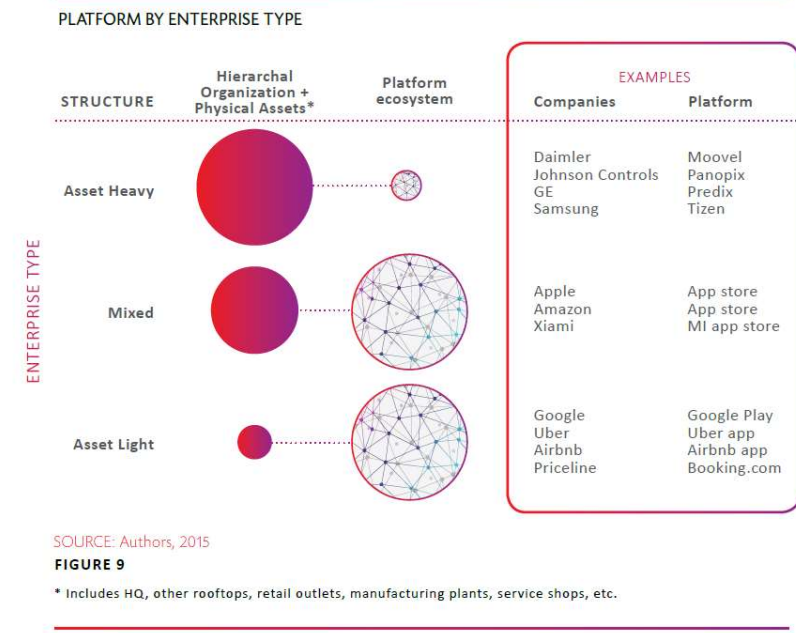 PLATFORM BY ENTERPRISE TYPE
STRUCTURE
Hierarchal
Organization +
Physical Assets*
Platform
ecosystem
EXAMPLES
Companies Platform
Asset Heavy
Daimler Moovel
Johnson Controls Panopix
GE Predix
Samsung Tizen
ENTERPRISE TYPE
Mixed
Apple App store
Amazon App store
Xiami MI app store
Asset Light
Google Google Play
Uber Uber app
Airbnb Airbnb app
Priceline Booking.com
SOURCE: Authors, 2015
FIGURE 9
* Includes HQ, other rooftops, retail outlets, manufacturing plants, service shops, etc.